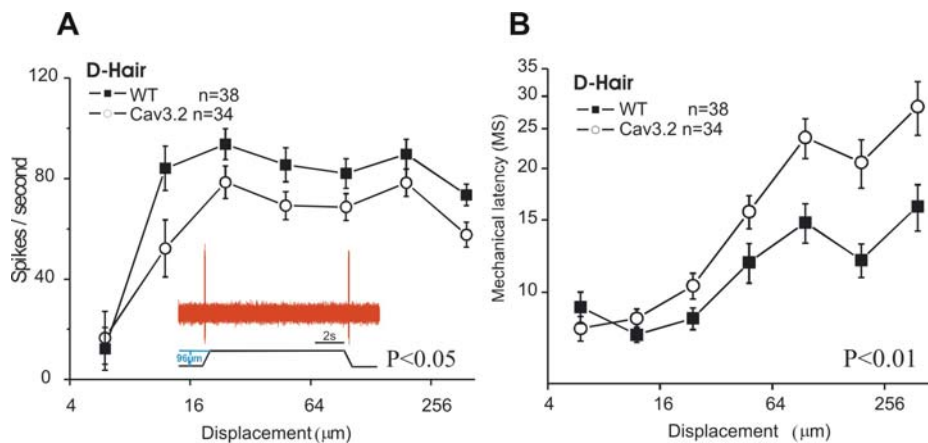 A
D-Hair
WT n=38
Cav3.2 n=34
Spikes / second
120
80
40
0
2s
96μm
P<0.05
4 16 64 256
Displacement (μm)
B
D-Hair
WT n=38
Cav3.2 n=34
Mechanical latency (MS)
35
30
25
20
15
10
P<0.01
4 16 64 256
Displacement (μm)